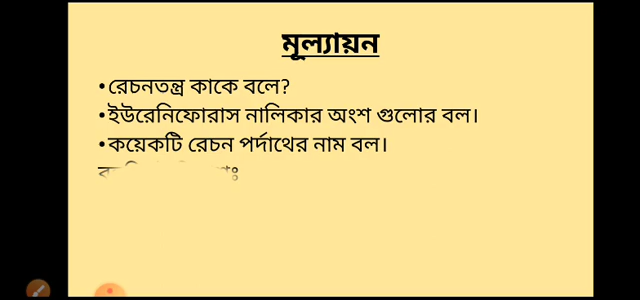 মূল্যায়ন
•রেচনতন্ত্র কাকে বলে?
•ইউরেনিফোরাস নালিকার অংশ গুলোর বল।
•কয়েকটি রেচন পর্দাথের নাম বল।